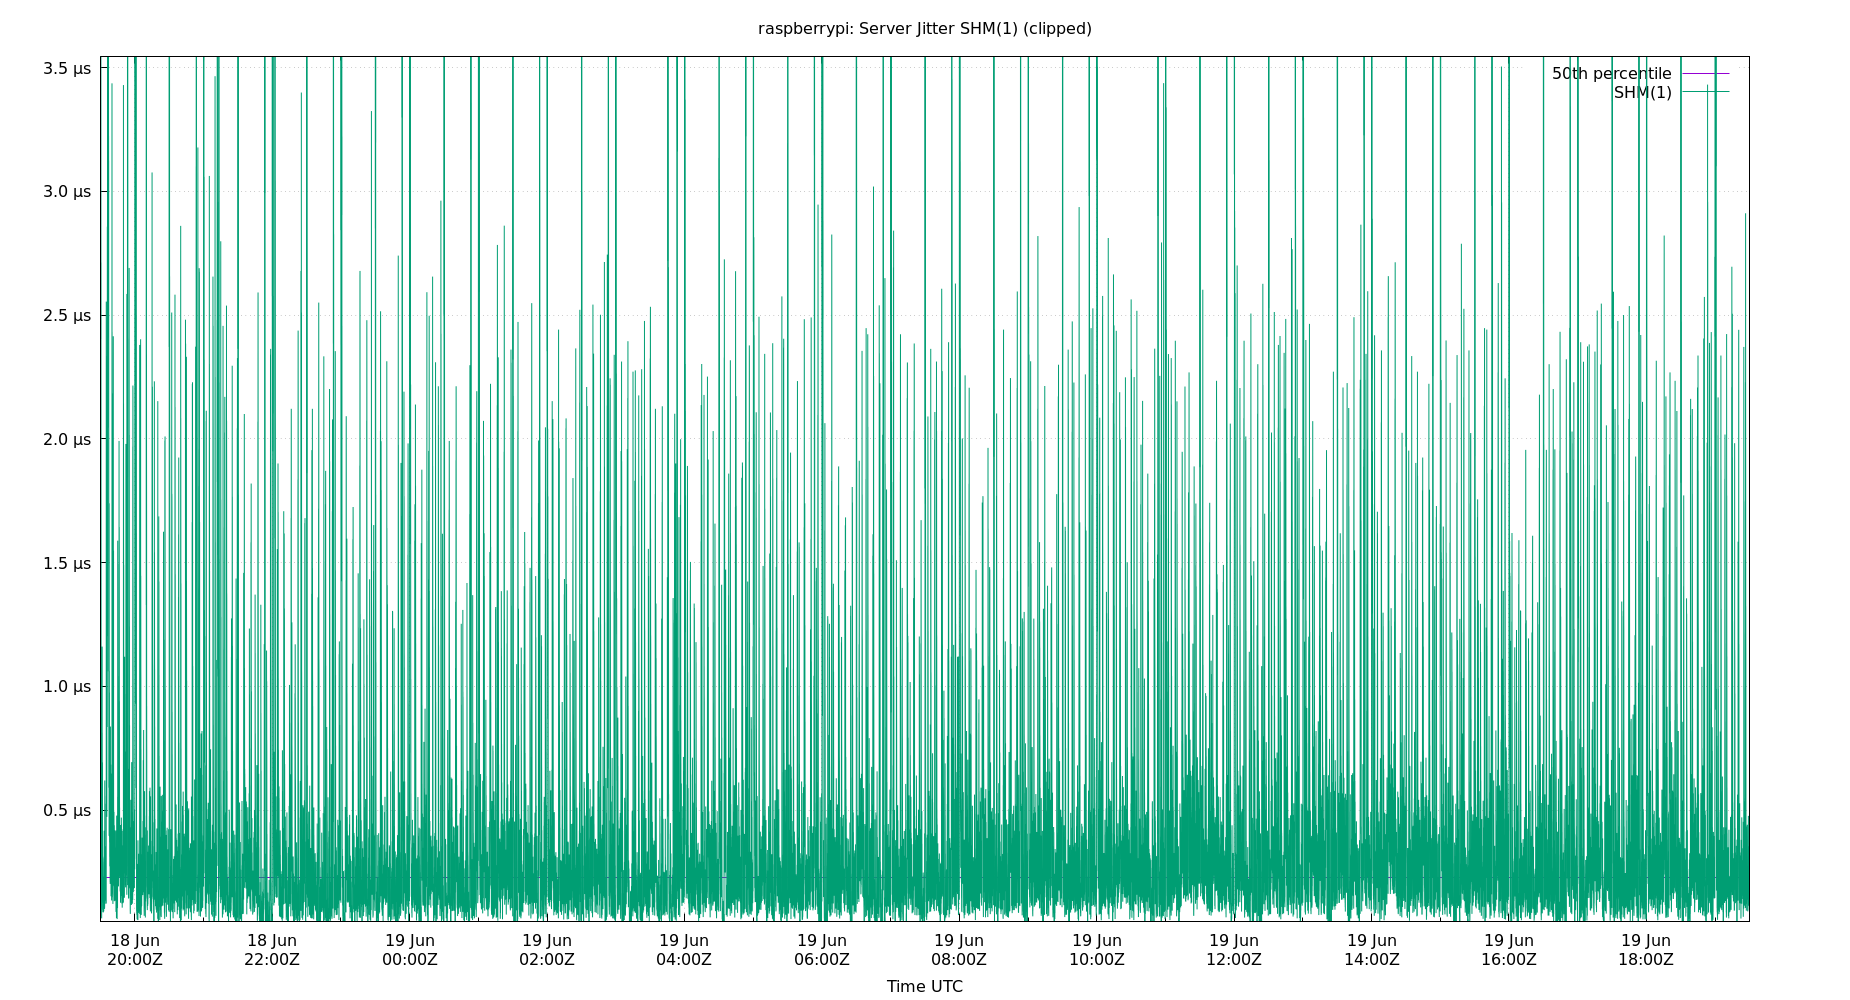 raspberrypi: Server Jitter SHM(1) (clipped)
3.5 µs
3.0 µs
2.5 µs
2.0 µs
1.5 µs
1.0 µs
0.5 µs
50th percentile
SHM(1)
18 Jun 18 Jun 19 Jun 19 Jun 19 Jun 19 Jun 19 Jun 19 Jun 19 Jun 19 Jun 19 Jun 19 Jun
20:00Z 22:00Z 00:00Z 02:00Z 04:00Z 06:00Z 08:00Z 10:00Z 12:00Z 14:00Z 16:00Z 18:00Z
Time UTC